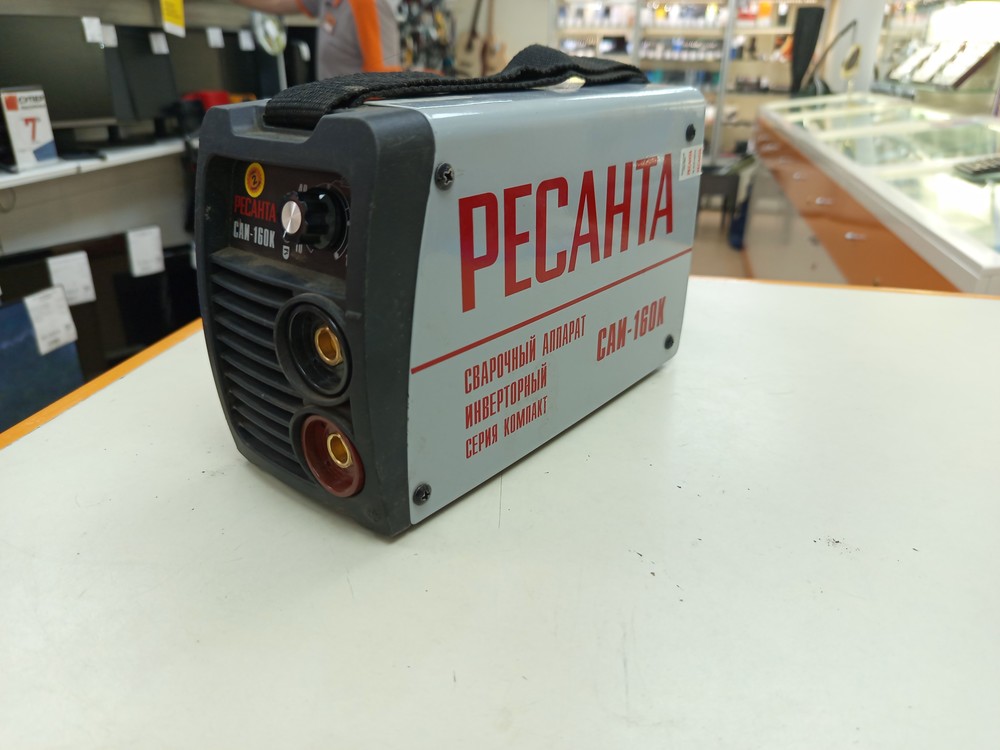 РЕСАНТА
САИ-160К
РЕСАНТА
САИ-160К
СВАРОЧНЫЙ АППАРАТ
ИНВЕРТОРНЫЙ
СЕРИЯ КОМПАКТ